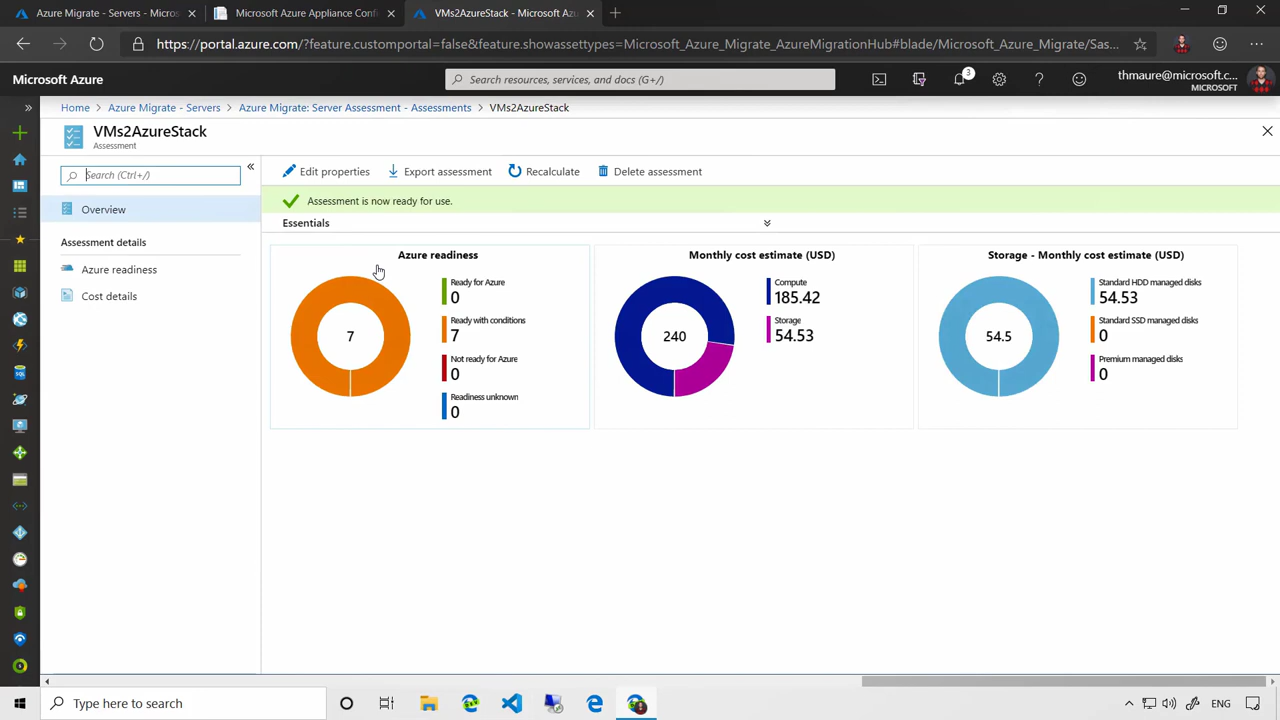 Azure Migrate - Servers - Micros
Microsoft Azure Appliance Conf
VMs2AzureStack - Microsoft Azu
https://portal.azure.com/?feature.customportal=false&feature.showassettypes=Microsoft_Azure_Migrate_AzureMigrationHub#blade/Microsoft_Azure_Migrate/Sas...
Microsoft Azure
Search resources, services, and docs (G+/)
3
thmaure@microsoftc...
MICROSOFT
Home > Azure Migrate - Servers > Azure Migrate: Server Assessment - Assessments > VMs2AzureStack
VMs2AzureStack
Assessment
Search (Ctrl+/)
Overview
Assessment details
Azure readiness
Cost details
Edit properties
Export assessment
Recalculate
Delete assessment
Assessment is now ready for use.
Essentials
Azure readiness
7
Ready for Azure
0
Ready with conditions
7
Not ready for Azure
0
Readiness unknown
0
Monthly cost estimate (USD)
240
Compute
185.42
Storage
54.53
Storage - Monthly cost estimate (USD)
54.5
Standard HDD managed disks
54.53
Standard SSD managed disks
0
Premium managed disks
0
Type here to search
ENG